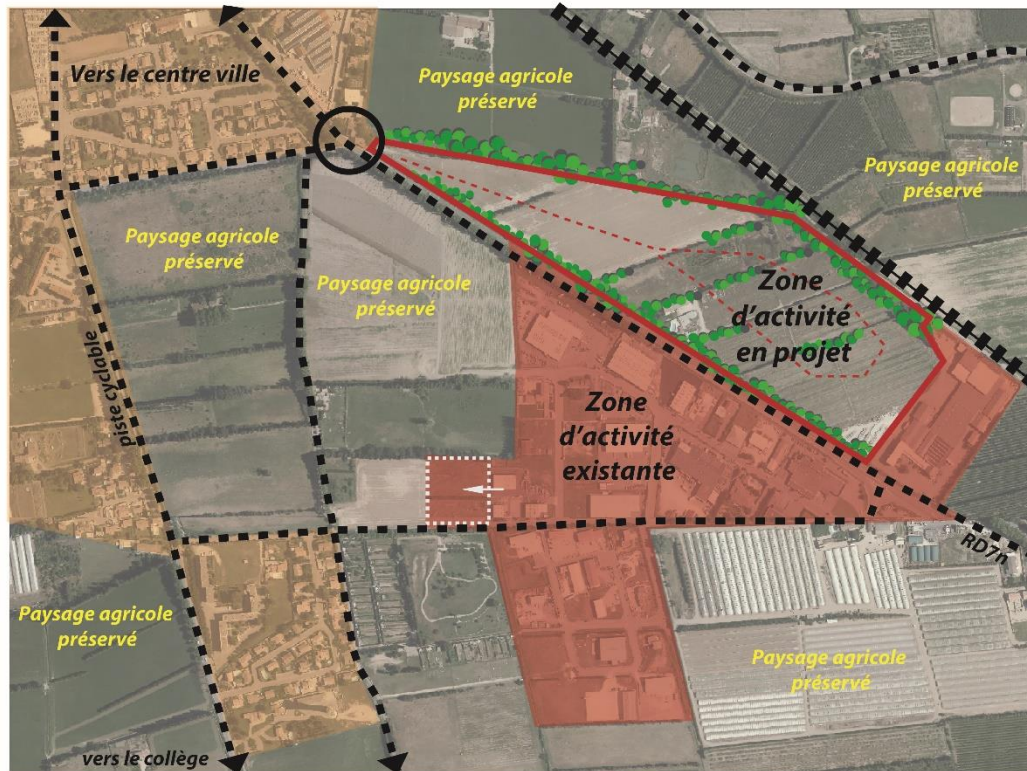 Vers le centre ville
Paysage agricole
préservé
Paysage agricole
préservé
Paysage agricole
préservé
Paysage agricole
préservé
Zone
d'activité
en projet
piste cyclable
Zone
d'activité
existante
RD7n
Paysage agricole
préservé
Paysage agricole
préservé
vers le collège